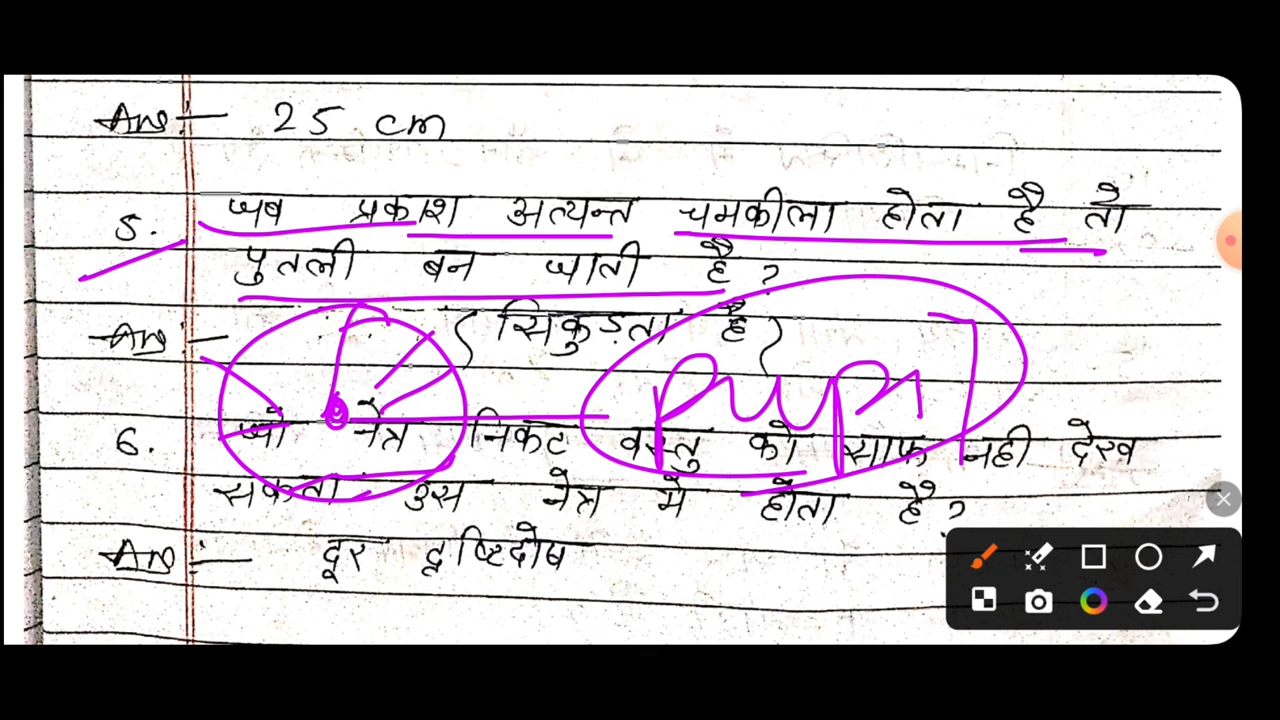 Ans:- 25 cm
5. जब प्रकाश अत्यन्त चमकीला होता है तो
पुतली बन जाती है?
Ans:- (सिकुड़ता है)
pupil
6. जो नेत्र निकट वस्तु को साफ नही देख
सकता उस नेत्र मे होता है?
Ans:- दूर दृष्टिदोष